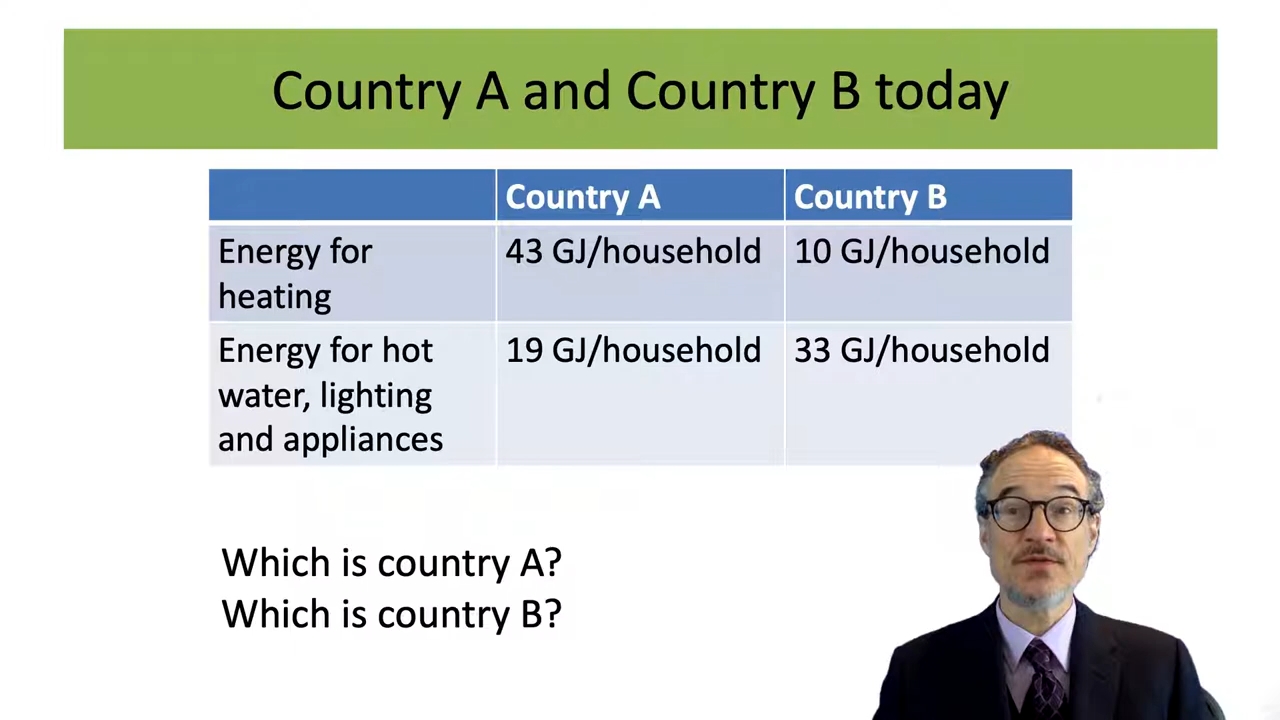 Country A and Country B today
Country A
Country B
Energy for
heating
43 GJ/household
10 GJ/household
Energy for hot
water, lighting
and appliances
19 GJ/household
33 GJ/household
Which is country A?
Which is country B?